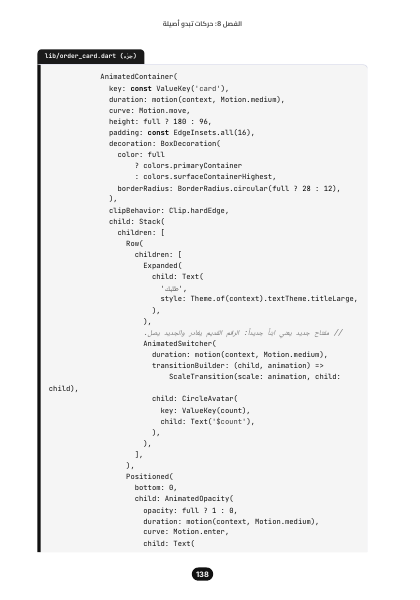 الفصل 8: حركات تبدو أصيلة
lib/order_card.dart (جزء)
AnimatedContainer(
key: const ValueKey('card'),
duration: motion(context, Motion.medium),
curve: Motion.move,
height: full ? 180 : 96,
padding: const EdgeInsets.all(16),
decoration: BoxDecoration(
color: full
? colors.primaryContainer
: colors.surfaceContainerHighest,
borderRadius: BorderRadius.circular(full ? 28 : 12),
),
clipBehavior: Clip.hardEdge,
child: Stack(
children: [
Row(
children: [
Expanded(
child: Text(
'طلبك',
style: Theme.of(context).textTheme.titleLarge,
),
),
// مفتاح جديد يعني ابنًا جديدًا: الرقم القديم يغادر والجديد يصل.
AnimatedSwitcher(
duration: motion(context, Motion.medium),
transitionBuilder: (child, animation) =>
ScaleTransition(scale: animation, child:
child),
child: CircleAvatar(
key: ValueKey(count),
child: Text('$count'),
),
),
],
),
Positioned(
bottom: 0,
child: AnimatedOpacity(
opacity: full ? 1 : 0,
duration: motion(context, Motion.medium),
curve: Motion.enter,
child: Text(
138